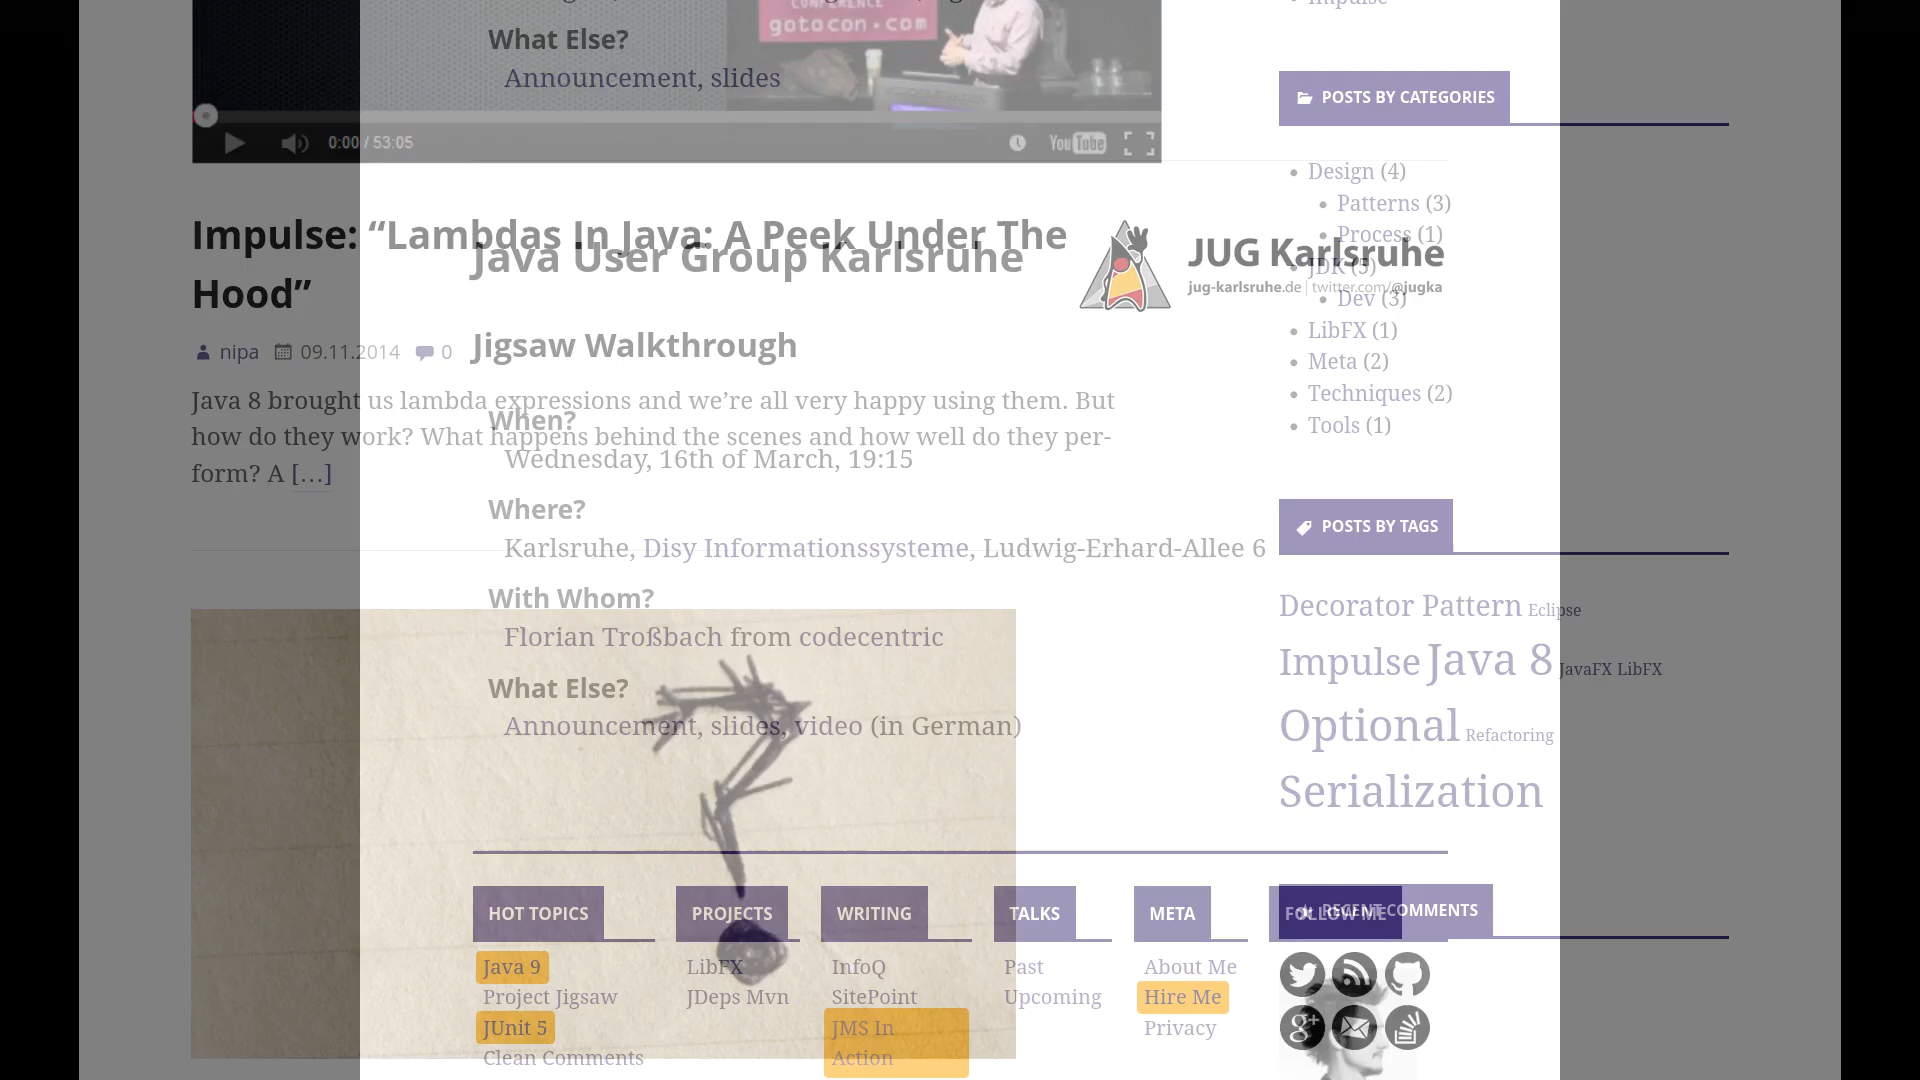 CONFERENCE
gotocon.com
What Else?
Announcement, slides
0:00 / 53:05
YouTube
Impulse
POSTS BY CATEGORIES
Design (4)
Patterns (3)
Process (1)
JDK (5)
Dev (3)
LibFX (1)
Meta (2)
Techniques (2)
Tools (1)
Impulse: “Lambdas In Java: A Peek Under The
Hood”
nipa 09.11.2014 0
Java 8 brought us lambda expressions and we’re all very happy using them. But
how do they work? What happens behind the scenes and how well do they per-
form? A […]
Java User Group Karlsruhe
JUG Karlsruhe
jug-karlsruhe.de | twitter.com/@jugka
Jigsaw Walkthrough
When?
Wednesday, 16th of March, 19:15
Where?
Karlsruhe, Disy Informationssysteme, Ludwig-Erhard-Allee 6
With Whom?
Florian Troßbach from codecentric
What Else?
Announcement, slides, video (in German)
POSTS BY TAGS
Decorator Pattern Eclipse
Impulse Java 8 JavaFX LibFX
Optional Refactoring
Serialization
RECENT COMMENTS
HOT TOPICS
Java 9
Project Jigsaw
JUnit 5
Clean Comments
PROJECTS
LibFX
JDeps Mvn
WRITING
InfoQ
SitePoint
JMS In
Action
TALKS
Past
Upcoming
META
About Me
Hire Me
Privacy
FOLLOW ME
g+